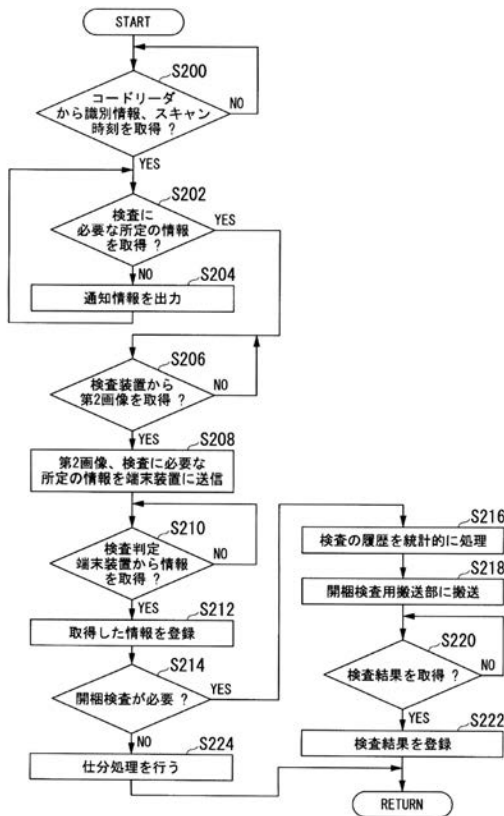 START
S200
コードリーダ
から識別情報、スキャン
時刻を取得 ?
NO
YES
S202
検査に
必要な所定の情報
を取得 ?
YES
NO
S204
通知情報を出力
S206
検査装置から
第2画像を取得 ?
NO
YES
S208
第2画像、検査に必要な
所定の情報を端末装置に送信
S210
検査判定
端末装置から情報
を取得 ?
NO
YES
S212
取得した情報を登録
S214
開梱検査が必要 ?
YES
NO
S224
仕分処理を行う
S216
検査の履歴を統計的に処理
S218
開梱検査用搬送部に搬送
S220
検査結果を取得 ?
NO
YES
S222
検査結果を登録
RETURN